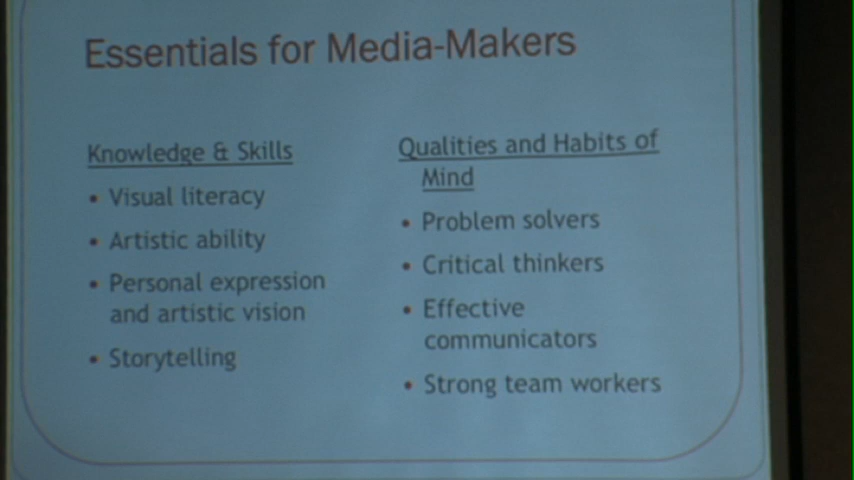 Essentials for Media-Makers
Knowledge & Skills
• Visual literacy
• Artistic ability
• Personal expression
and artistic vision
• Storytelling
Qualities and Habits of
Mind
• Problem solvers
• Critical thinkers
• Effective
communicators
• Strong team workers